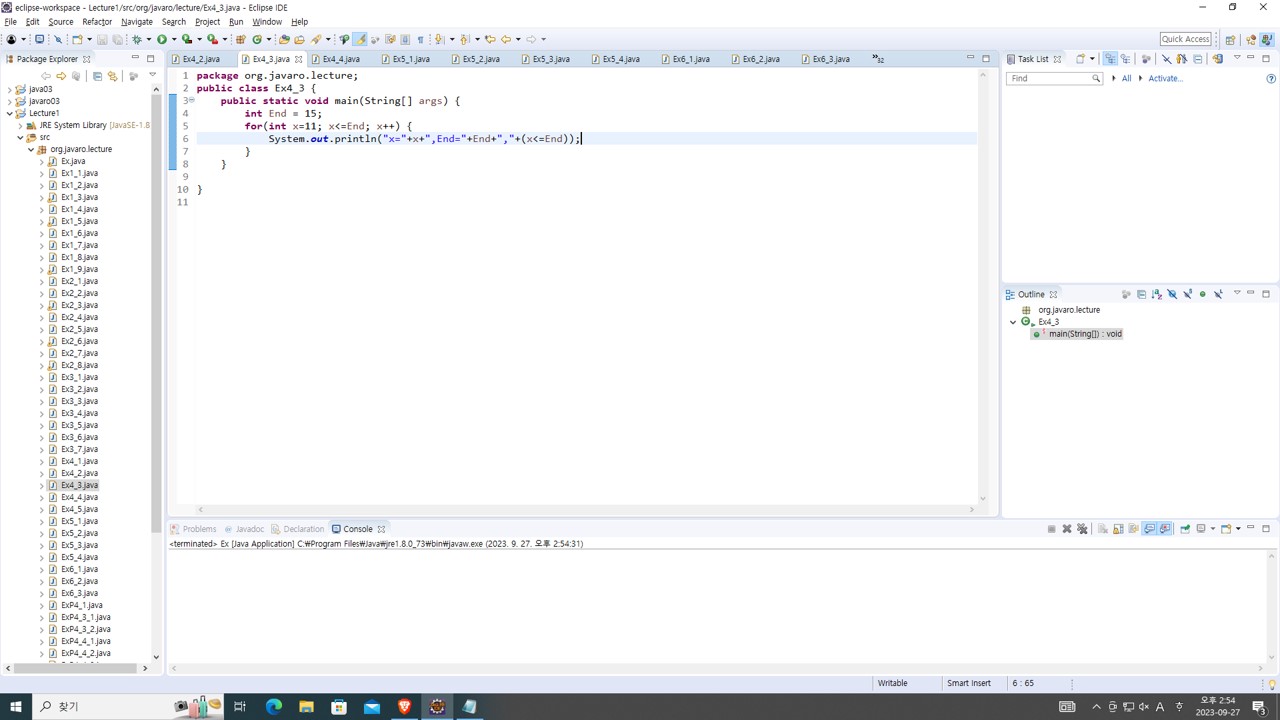 eclipse-workspace - Lecture1/src/org/javaro/lecture/Ex4_3.java - Eclipse IDE
File Edit Source Refactor Navigate Search Project Run Window Help
Quick Access
Package Explorer
java03
javaro03
Lecture1
JRE System Library [JavaSE-1.8
src
org.javaro.lecture
Ex.java
Ex1_1.java
Ex1_2.java
Ex1_3.java
Ex1_4.java
Ex1_5.java
Ex1_6.java
Ex1_7.java
Ex1_8.java
Ex1_9.java
Ex2_1.java
Ex2_2.java
Ex2_3.java
Ex2_4.java
Ex2_5.java
Ex2_6.java
Ex2_7.java
Ex2_8.java
Ex3_1.java
Ex3_2.java
Ex3_3.java
Ex3_4.java
Ex3_5.java
Ex3_6.java
Ex3_7.java
Ex4_1.java
Ex4_2.java
Ex4_3.java
Ex4_4.java
Ex4_5.java
Ex5_1.java
Ex5_2.java
Ex5_3.java
Ex5_4.java
Ex6_1.java
Ex6_2.java
Ex6_3.java
ExP4_1.java
ExP4_3_1.java
ExP4_3_2.java
ExP4_4_1.java
ExP4_4_2.java
Ex4_2.java Ex4_3.java Ex4_4.java Ex5_1.java Ex5_2.java Ex5_3.java Ex5_4.java Ex6_1.java Ex6_2.java Ex6_3.java »32
1 package org.javaro.lecture;
2 public class Ex4_3 {
3 public static void main(String[] args) {
4 int End = 15;
5 for(int x=11; x<=End; x++) {
6 System.out.println("x="+x+",End="+End+","+(x<=End));
7 }
8 }
9
10 }
11
Task List
Find All Activate...
Outline
org.javaro.lecture
Ex4_3
main(String[]) : void
Problems Javadoc Declaration Console
<terminated> Ex [Java Application] C:₩Program Files₩Java₩jre1.8.0_73₩bin₩javaw.exe (2023. 9. 27. 오후 2:54:31)
Writable Smart Insert 6 : 65
찾기
오후 2:54
2023-09-27